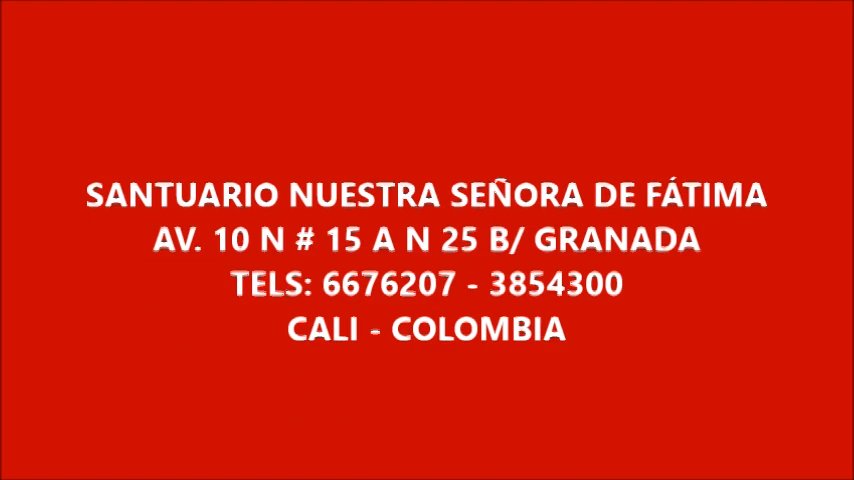 SANTUARIO NUESTRA SEÑORA DE FÁTIMA
AV. 10 N # 15 A N 25 B/ GRANADA
TELS: 6676207 - 3854300
CALI - COLOMBIA